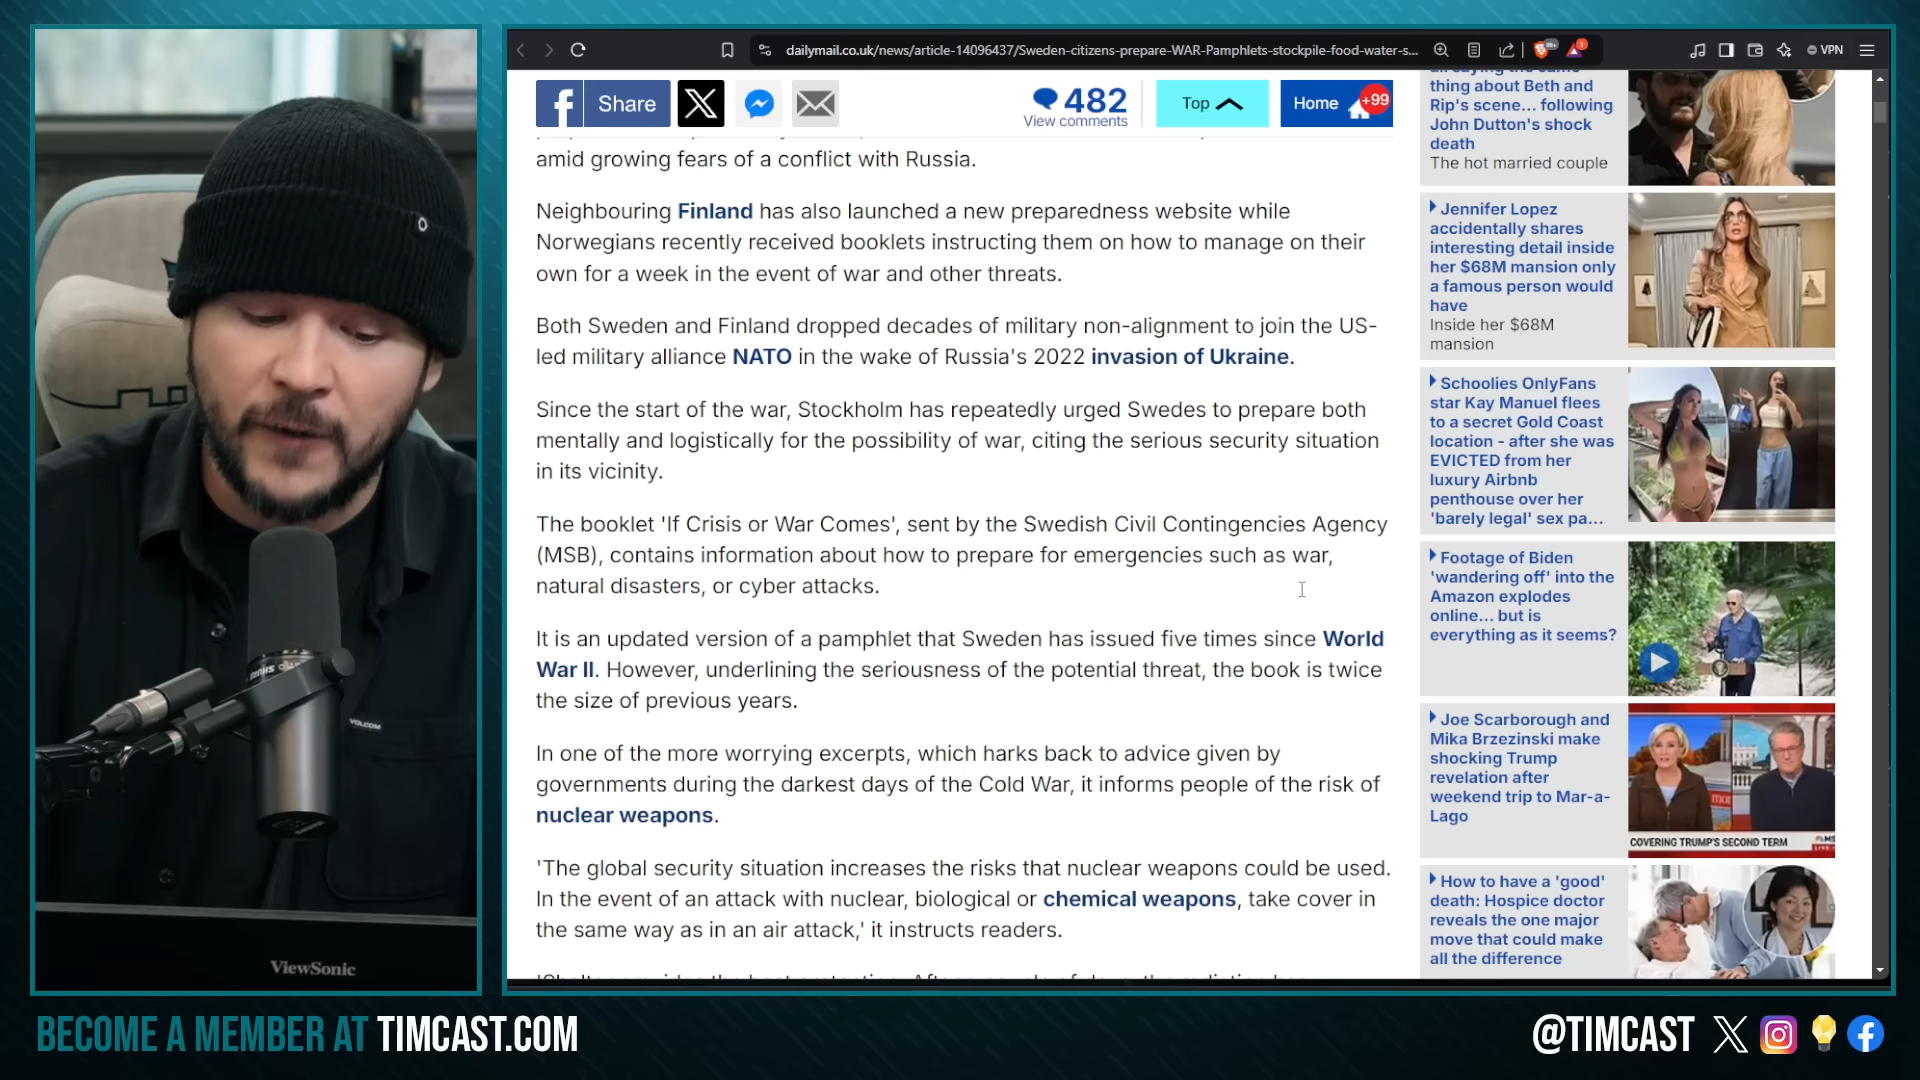 dailymail.co.uk/news/article-14096437/Sweden-citizens-prepare-WAR-Pamphlets-stockpile-food-water-s...
VPN
Share
482
View comments
Top
Home
+99
amid growing fears of a conflict with Russia.
Neighbouring Finland has also launched a new preparedness website while
Norwegians recently received booklets instructing them on how to manage on their
own for a week in the event of war and other threats.
Both Sweden and Finland dropped decades of military non-alignment to join the US-
led military alliance NATO in the wake of Russia's 2022 invasion of Ukraine.
Since the start of the war, Stockholm has repeatedly urged Swedes to prepare both
mentally and logistically for the possibility of war, citing the serious security situation
in its vicinity.
The booklet 'If Crisis or War Comes', sent by the Swedish Civil Contingencies Agency
(MSB), contains information about how to prepare for emergencies such as war,
natural disasters, or cyber attacks.
It is an updated version of a pamphlet that Sweden has issued five times since World
War II. However, underlining the seriousness of the potential threat, the book is twice
the size of previous years.
In one of the more worrying excerpts, which harks back to advice given by
governments during the darkest days of the Cold War, it informs people of the risk of
nuclear weapons.
'The global security situation increases the risks that nuclear weapons could be used.
In the event of an attack with nuclear, biological or chemical weapons, take cover in
the same way as in an air attack,' it instructs readers.
thing about Beth and
Rip's scene... following
John Dutton's shock
death
The hot married couple
Jennifer Lopez
accidentally shares
interesting detail inside
her $68M mansion only
a famous person would
have
Inside her $68M
mansion
Schoolies OnlyFans
star Kay Manuel flees
to a secret Gold Coast
location - after she was
EVICTED from her
luxury Airbnb
penthouse over her
'barely legal' sex pa...
Footage of Biden
'wandering off' into the
Amazon explodes
online... but is
everything as it seems?
Joe Scarborough and
Mika Brzezinski make
shocking Trump
revelation after
weekend trip to Mar-a-
Lago
COVERING TRUMP'S SECOND TERM
How to have a 'good'
death: Hospice doctor
reveals the one major
move that could make
all the difference
VOLCOM
ViewSonic
BECOME A MEMBER AT TIMCAST.COM
@TIMCAST